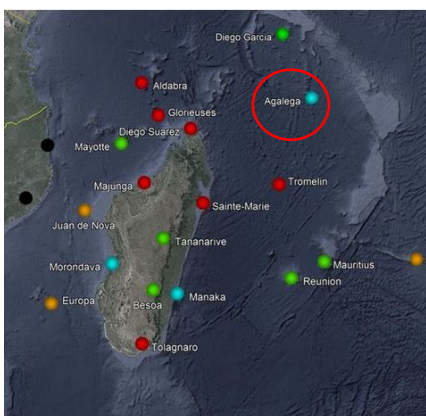 Diego Garcia
Aldabra
Agalega
Glorieuses
Diego Suarez
Mayotte
Majunga
Tromelin
Sainte-Marie
Juan de Nova
Tananarive
Morondava
Mauritius
Reunion
Europa
Besoa
Manaka
Tolagnaro